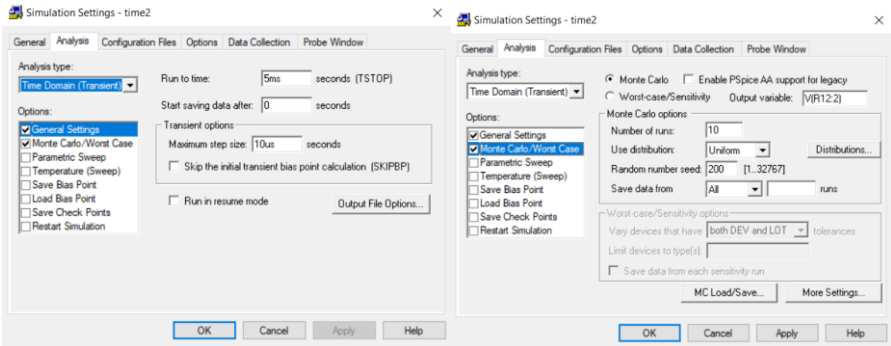 Simulation Settings - time2
General Analysis Configuration Files Options Data Collection Probe Window
Analysis type:
Time Domain (Transient)
Options:
General Settings
Monte Carlo/Worst Case
Parametric Sweep
Temperature (Sweep)
Save Bias Point
Load Bias Point
Save Check Points
Restart Simulation
Run to time: 5ms seconds (TSTOP)
Start saving data after: 0 seconds
Transient options
Maximum step size: 10us seconds
Skip the initial transient bias point calculation (SKIPBP)
Run in resume mode Output File Options...
OK Cancel Apply Help
Simulation Settings - time2
General Analysis Configuration Files Options Data Collection Probe Window
Analysis type:
Time Domain (Transient)
Options:
General Settings
Monte Carlo/Worst Case
Parametric Sweep
Temperature (Sweep)
Save Bias Point
Load Bias Point
Save Check Points
Restart Simulation
Monte Carlo Enable PSpice AA support for legacy
Worst-case/Sensitivity Output variable: V(R12:2)
Monte Carlo options
Number of runs: 10
Use distribution: Uniform Distributions...
Random number seed: 200 [1..32767]
Save data from All runs
Worst-case/Sensitivity options
Vary devices that have both DEV and LOT tolerances
Limit devices to type(s):
Save data from each sensitivity run
MC Load/Save... More Settings...
OK Cancel Apply Help